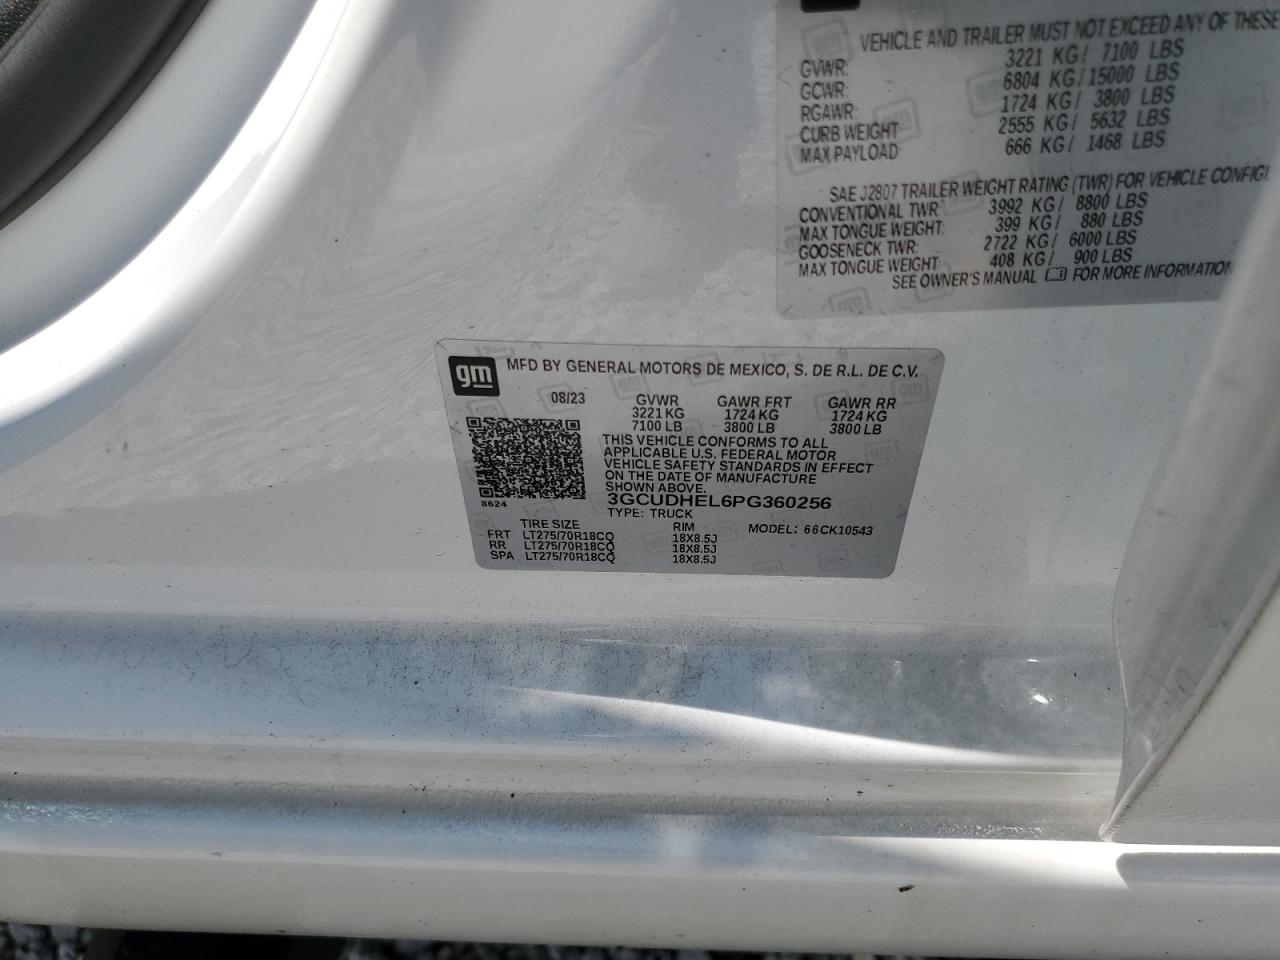 VEHICLE AND TRAILER MUST NOT EXCEED ANY OF THESE
GVWR: 3221 KG/ 7100 LBS
GCWR: 6804 KG/15000 LBS
RGAWR: 1724 KG/ 3800 LBS
CURB WEIGHT: 2555 KG/ 5632 LBS
MAX PAYLOAD 666 KG/ 1468 LBS
SAE J2807 TRAILER WEIGHT RATING (TWR) FOR VEHICLE
CONVENTIONAL TWR: 3992 KG/ 8800 LBS
MAX TONGUE WEIGHT: 399 KG/ 880 LBS
GOOSENECK TWR: 2722 KG/ 6000 LBS
MAX TONGUE WEIGHT: 408 KG/ 900 LBS
SEE OWNER'S MANUAL FOR MORE INFORMATION
gm MFD BY GENERAL MOTORS DE MEXICO, S. DE R.L. DE C.V.
08/23 GVWR GAWR FRT GAWR RR
3221 KG 1724 KG 1724 KG
7100 LB 3800 LB 3800 LB
THIS VEHICLE CONFORMS TO ALL
APPLICABLE U.S. FEDERAL MOTOR
VEHICLE SAFETY STANDARDS IN EFFECT
ON THE DATE OF MANUFACTURE
SHOWN ABOVE.
8624 3GCUDHEL6PG360256
TYPE: TRUCK
TIRE SIZE RIM MODEL: 66CK10543
FRT LT275/70R18CQ 18X8.5J
RR LT275/70R18CQ 18X8.5J
SPA LT275/70R18CQ 18X8.5J